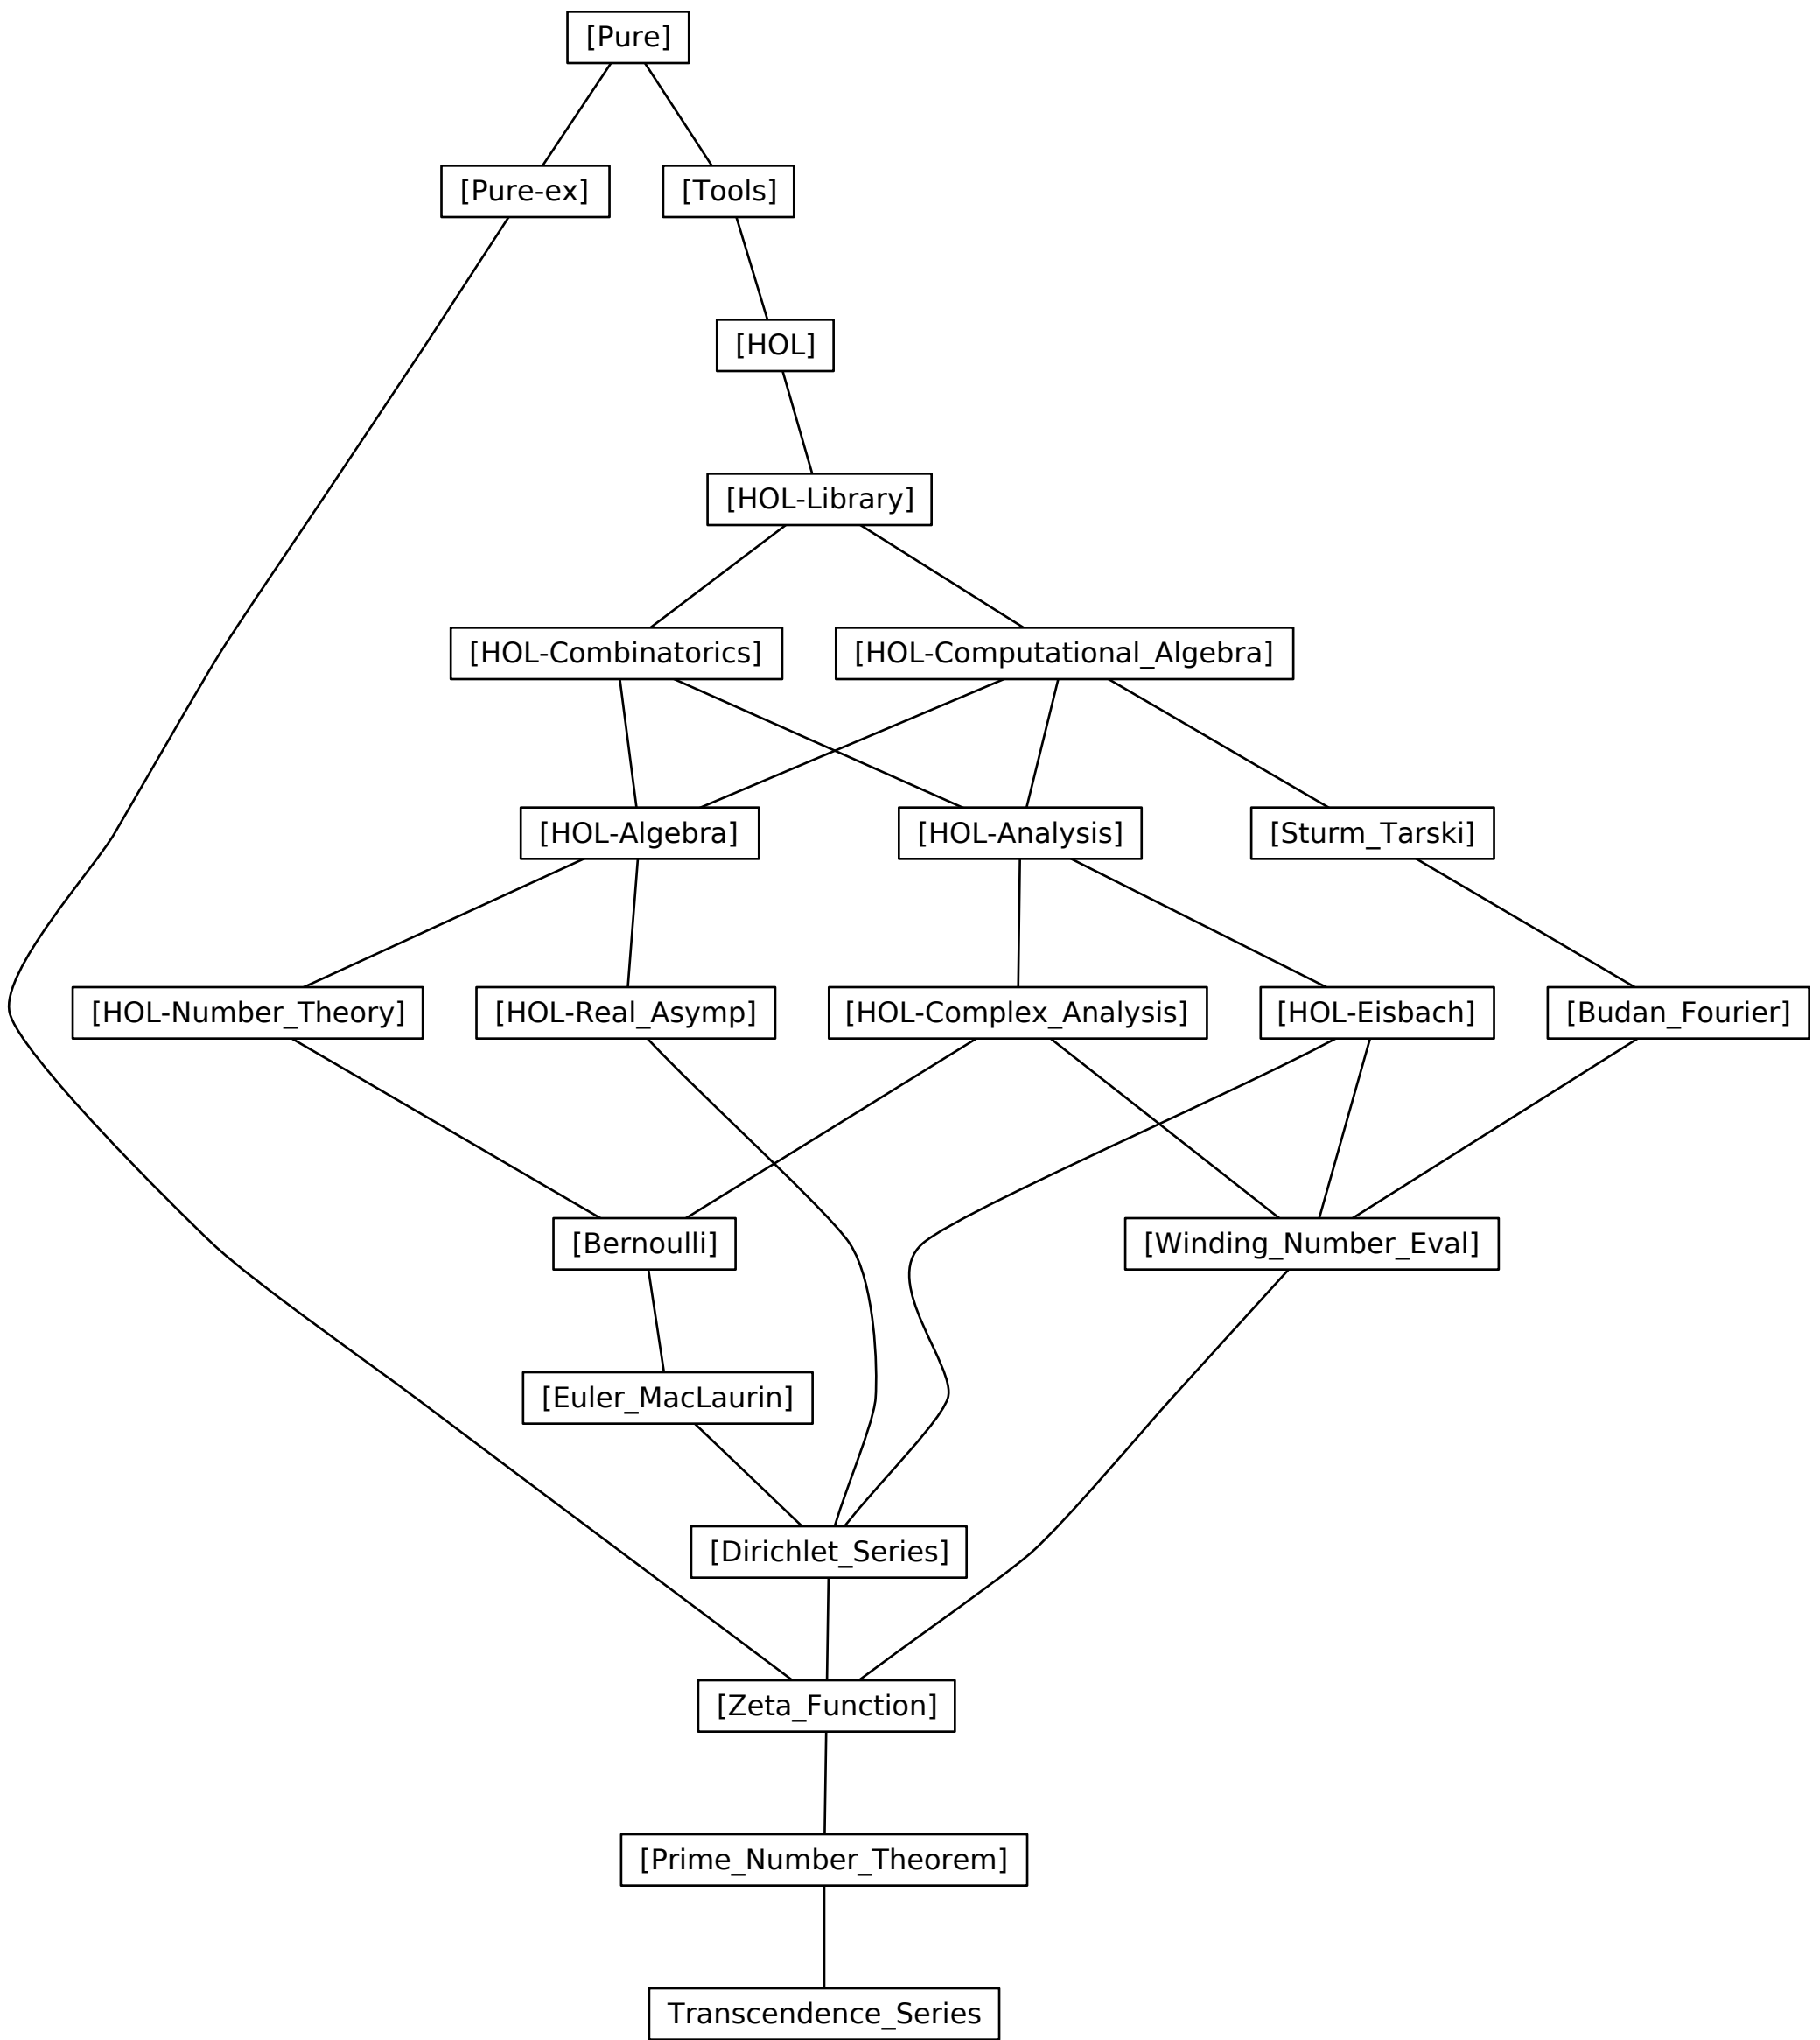 [Pure]
[Pure-ex]
[Tools]
[HOL]
[HOL-Library]
[HOL-Combinatorics]
[HOL-Computational_Algebra]
[HOL-Algebra]
[HOL-Analysis]
[Sturm_Tarski]
[HOL-Number_Theory]
[HOL-Real_Asymp]
[HOL-Complex_Analysis]
[HOL-Eisbach]
[Budan_Fourier]
[Bernoulli]
[Winding_Number_Eval]
[Euler_MacLaurin]
[Dirichlet_Series]
[Zeta_Function]
[Prime_Number_Theorem]
Transcendence_Series